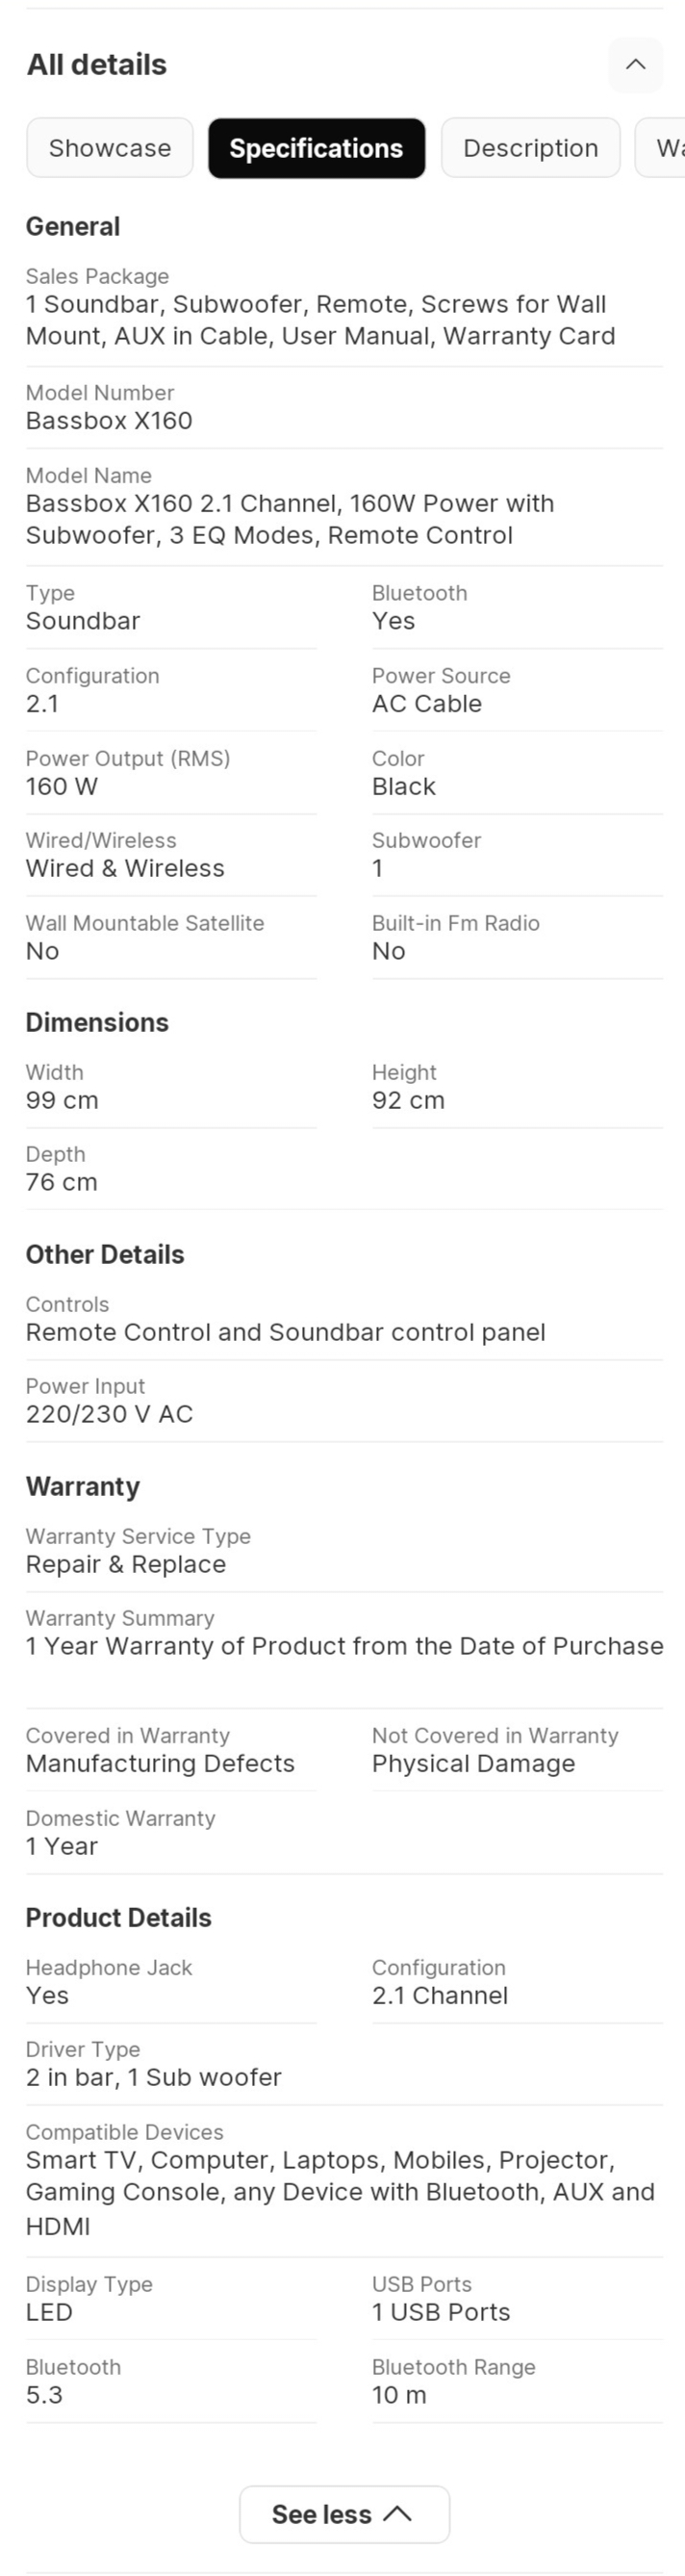 All details
Showcase
Specifications
Description
General
Sales Package
1 Soundbar, Subwoofer, Remote, Screws for Wall
Mount, AUX in Cable, User Manual, Warranty Card
Model Number
Bassbox X160
Model Name
Bassbox X160 2.1 Channel, 160W Power with
Subwoofer, 3 EQ Modes, Remote Control
Type
Soundbar
Bluetooth
Yes
Configuration
2.1
Power Source
AC Cable
Power Output (RMS)
160 W
Color
Black
Wired/Wireless
Wired & Wireless
Subwoofer
1
Wall Mountable Satellite
No
Built-in Fm Radio
No
Dimensions
Width
99 cm
Height
92 cm
Depth
76 cm
Other Details
Controls
Remote Control and Soundbar control panel
Power Input
220/230 V AC
Warranty
Warranty Service Type
Repair & Replace
Warranty Summary
1 Year Warranty of Product from the Date of Purchase
Covered in Warranty
Manufacturing Defects
Not Covered in Warranty
Physical Damage
Domestic Warranty
1 Year
Product Details
Headphone Jack
Yes
Configuration
2.1 Channel
Driver Type
2 in bar, 1 Sub woofer
Compatible Devices
Smart TV, Computer, Laptops, Mobiles, Projector,
Gaming Console, any Device with Bluetooth, AUX and
HDMI
Display Type
LED
USB Ports
1 USB Ports
Bluetooth
5.3
Bluetooth Range
10 m
See less